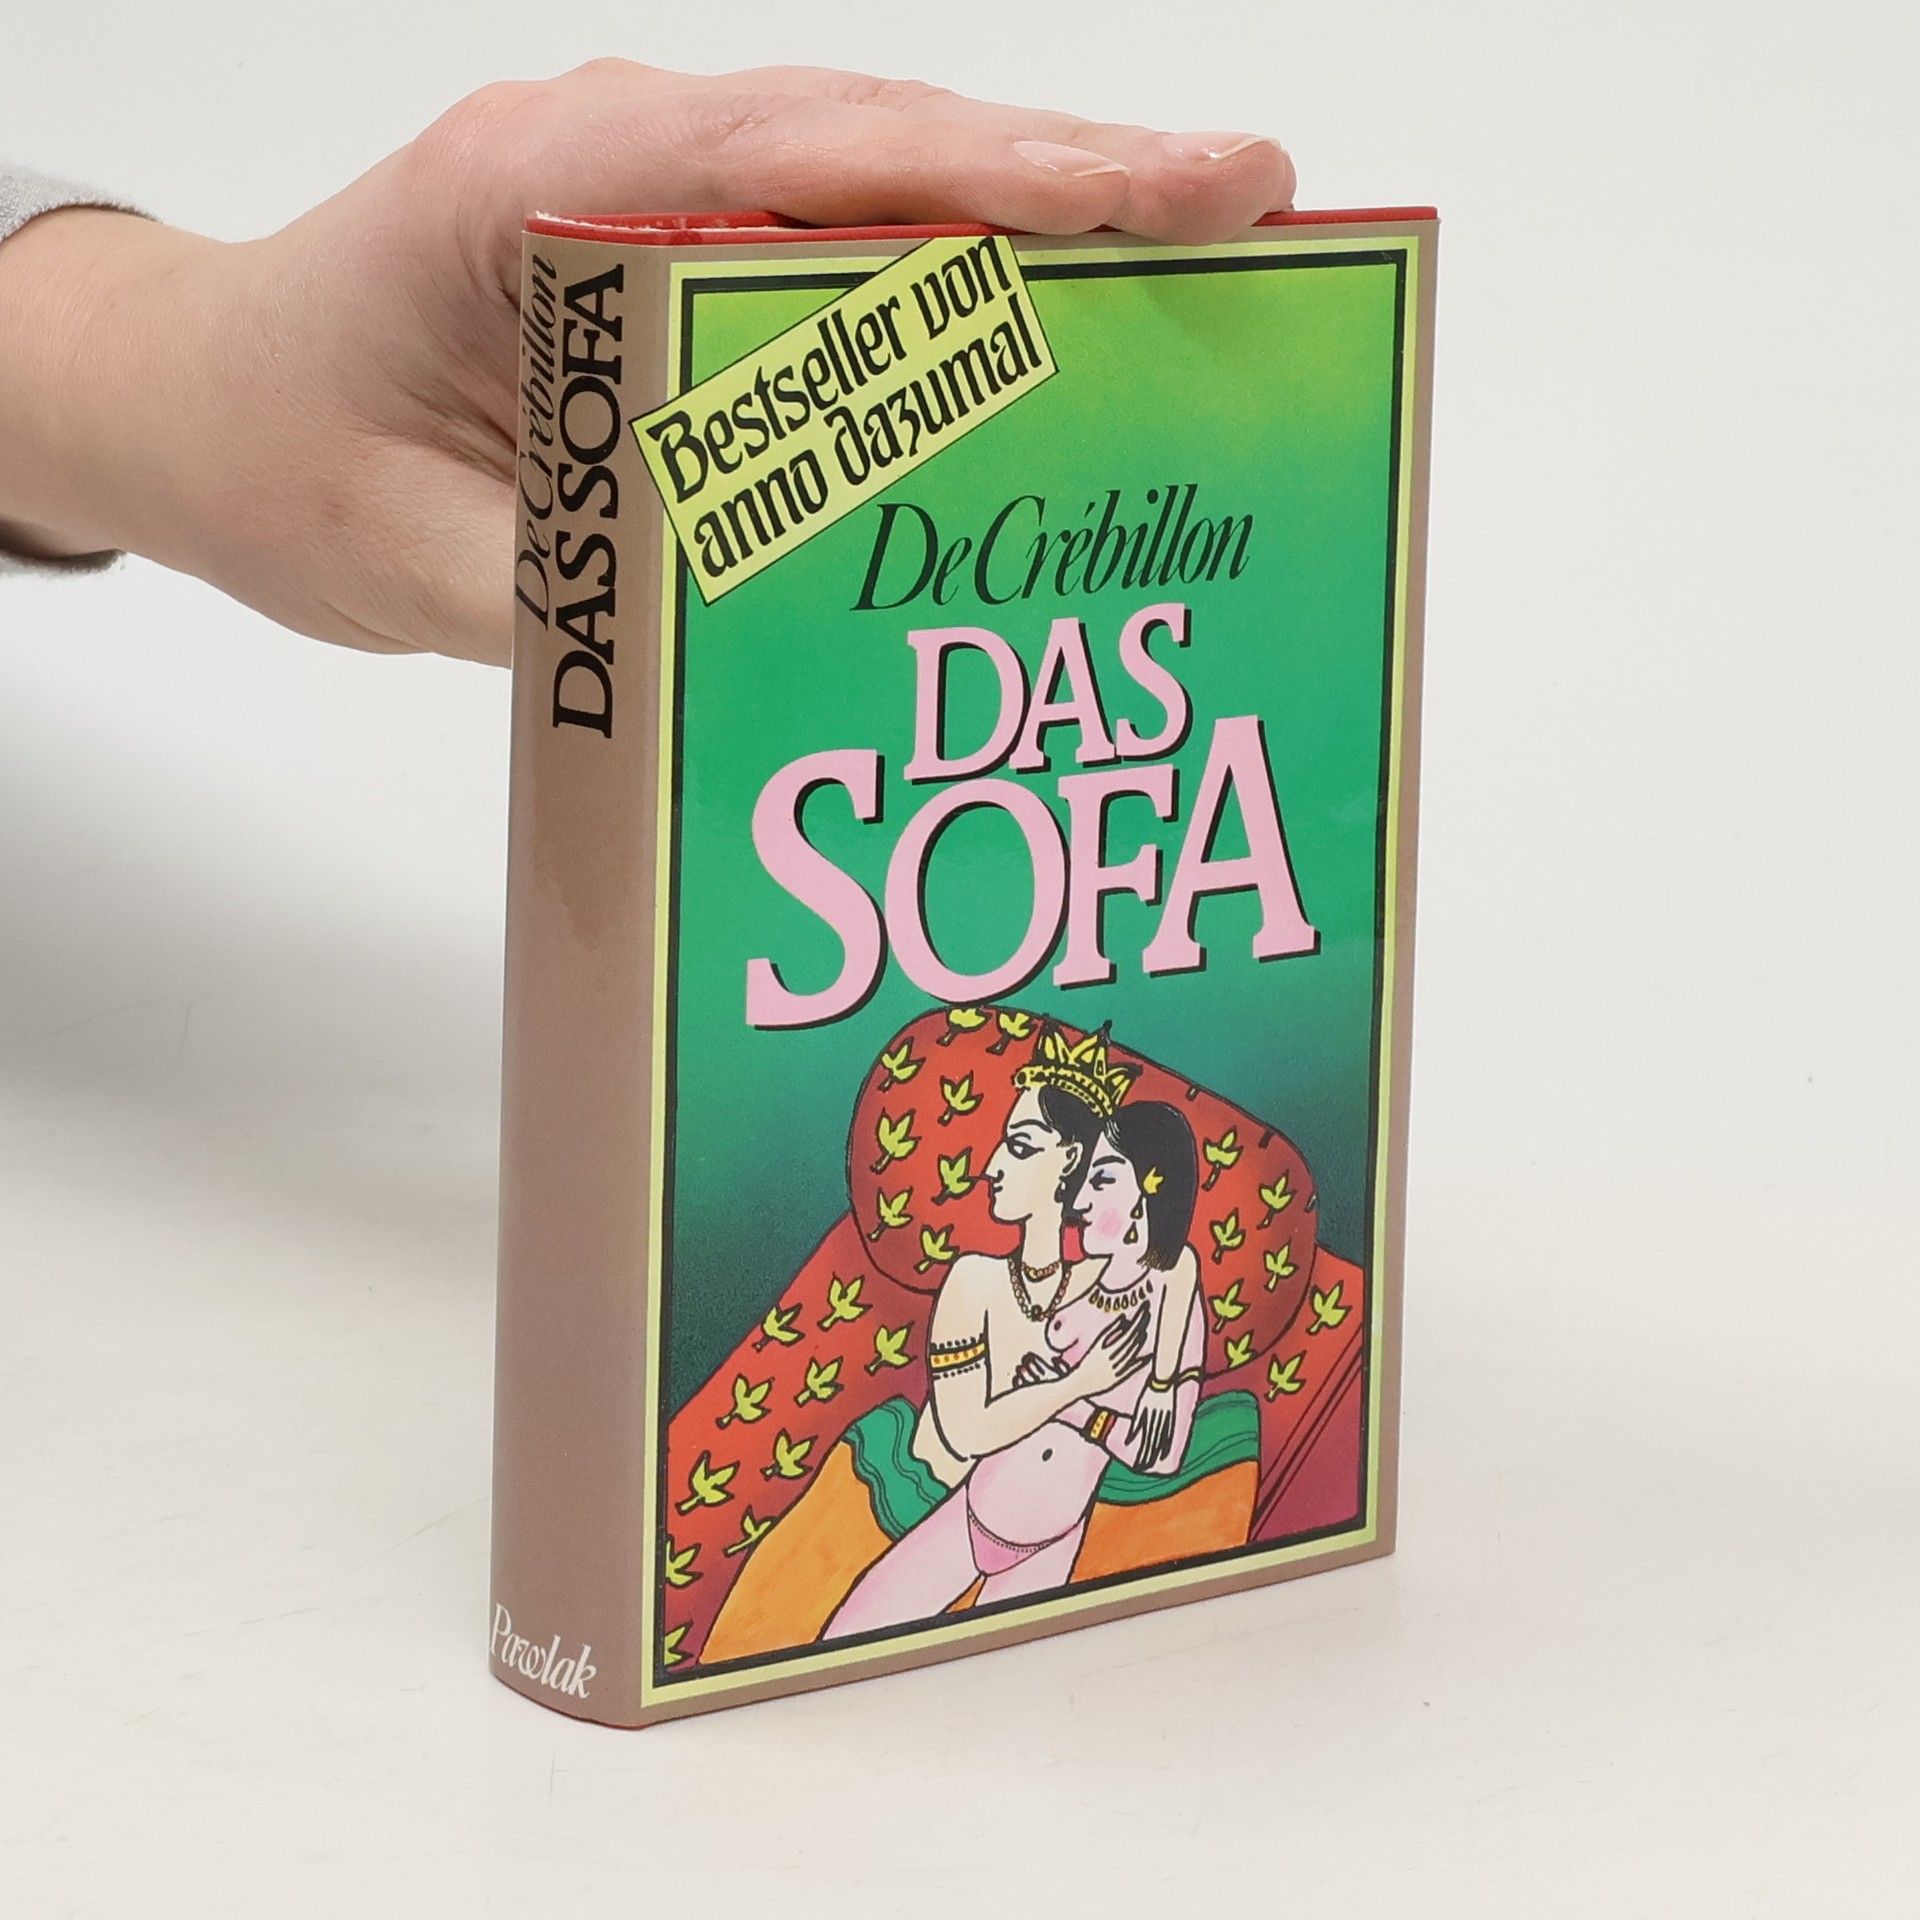 De Crébillon
DAS SOFA
Pawlak
Bestseller von
anno dazumal
De Crébillon
DAS
SOFA